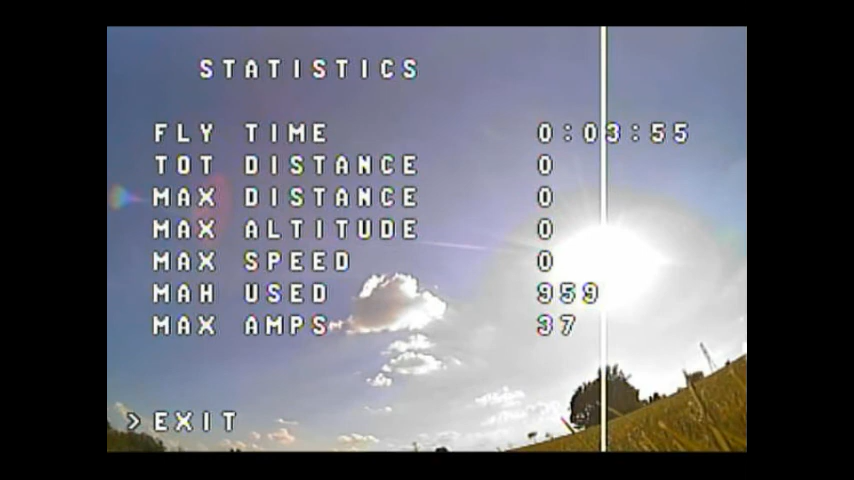 STATISTICS
FLY TIME 0:03:55
TOT DISTANCE 0
MAX DISTANCE 0
MAX ALTITUDE 0
MAX SPEED 0
MAH USED 959
MAX AMPS 37
>EXIT